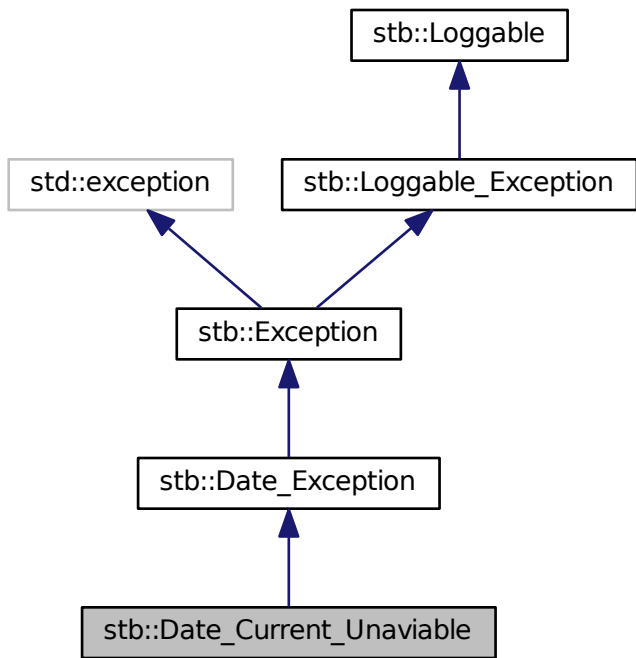 stb::Loggable
std::exception
stb::Loggable_Exception
stb::Exception
stb::Date_Exception
stb::Date_Current_Unaviable